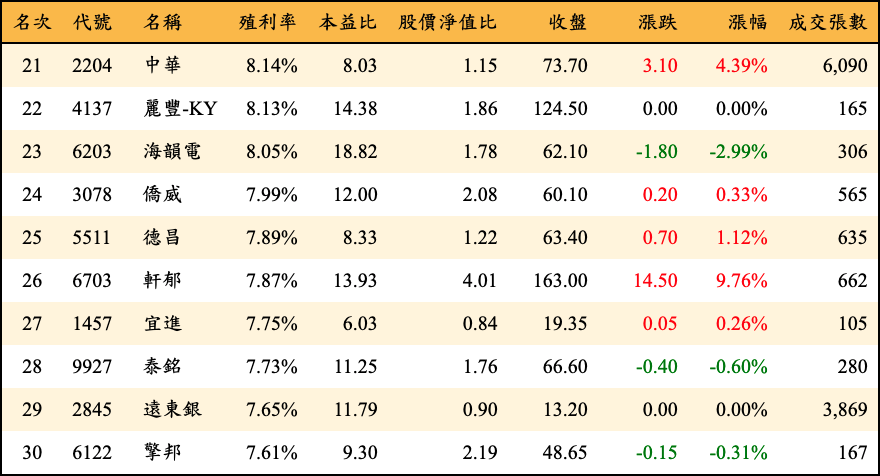 名次 代號 名稱 殖利率 本益比 股價淨值比 收盤 漲跌 漲幅 成交張數
21 2204 中華 8.14% 8.03 1.15 73.70 3.10 4.39% 6,090
22 4137 麗豐-KY 8.13% 14.38 1.86 124.50 0.00 0.00% 165
23 6203 海韻電 8.05% 18.82 1.78 62.10 -1.80 -2.99% 306
24 3078 僑威 7.99% 12.00 2.08 60.10 0.20 0.33% 565
25 5511 德昌 7.89% 8.33 1.22 63.40 0.70 1.12% 635
26 6703 軒郁 7.87% 13.93 4.01 163.00 14.50 9.76% 662
27 1457 宜進 7.75% 6.03 0.84 19.35 0.05 0.26% 105
28 9927 泰銘 7.73% 11.25 1.76 66.60 -0.40 -0.60% 280
29 2845 遠東銀 7.65% 11.79 0.90 13.20 0.00 0.00% 3,869
30 6122 擎邦 7.61% 9.30 2.19 48.65 -0.15 -0.31% 167